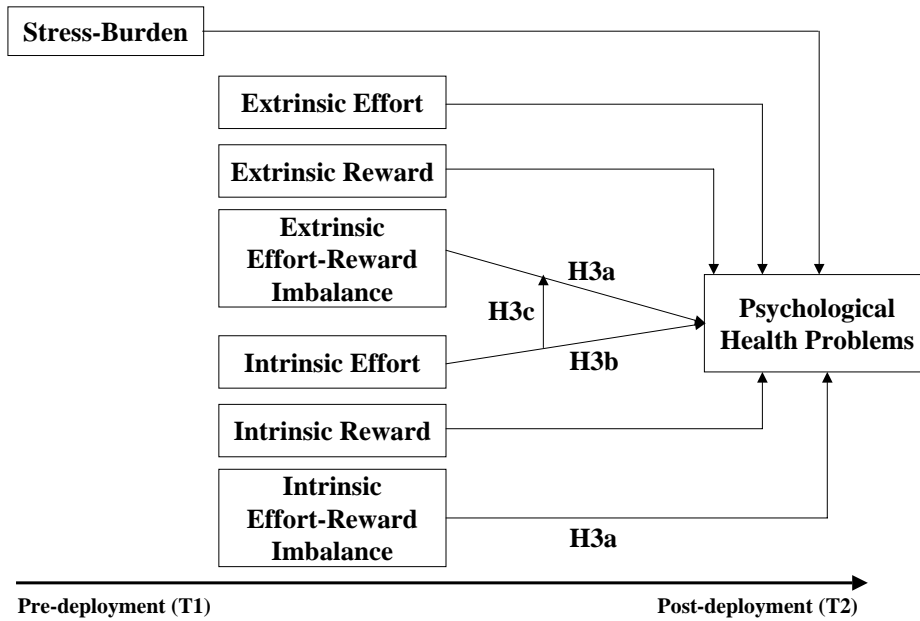 Stress-Burden
Extrinsic Effort
Extrinsic Reward
Extrinsic
Effort-Reward
Imbalance
H3a
H3c
Psychological
Health Problems
Intrinsic Effort
H3b
Intrinsic Reward
Intrinsic
Effort-Reward
Imbalance
H3a
Pre-deployment (T1)
Post-deployment (T2)